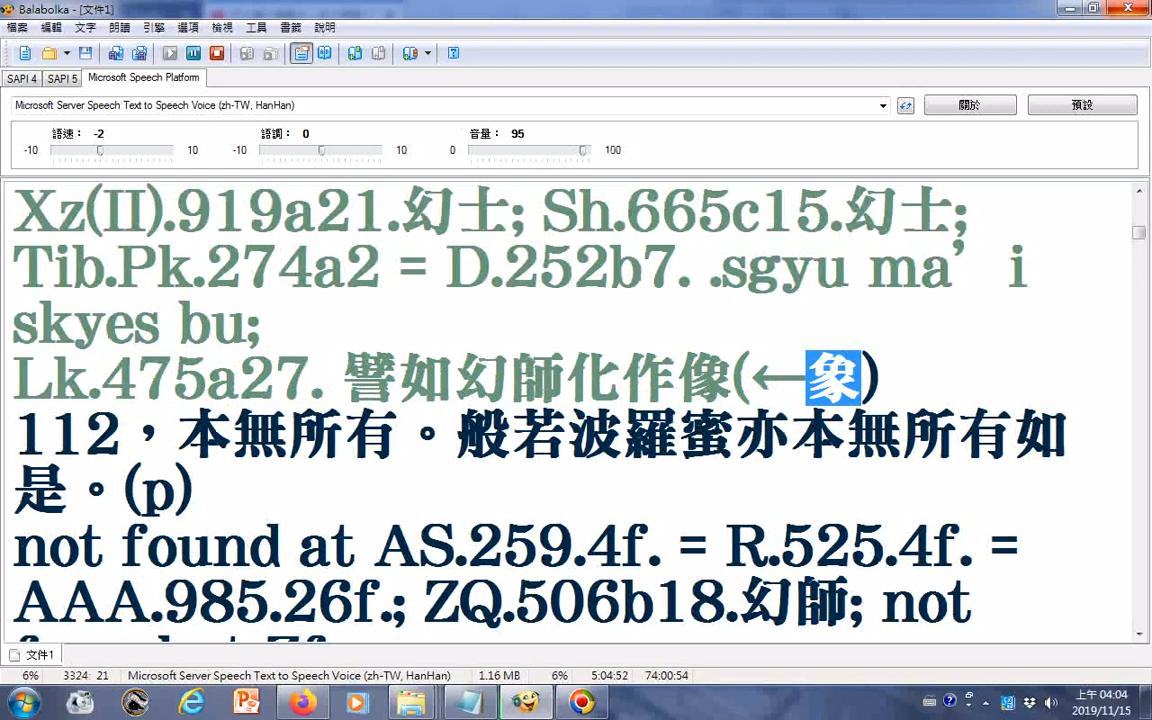 Balabolka - [文件1]
檔案 編輯 文字 朗讀 引擎 選項 檢視 工具 書籤 說明
SAPI 4 SAPI 5 Microsoft Speech Platform
Microsoft Server Speech Text to Speech Voice (zh-TW, HanHan) 關於 預設
語速： -2 語調： 0 音量： 95
-10 10 -10 10 0 100
Xz(II).919a21.幻士; Sh.665c15.幻士;
Tib.Pk.274a2 = D.252b7. .sgyu ma’i
skyes bu;
Lk.475a27. 譬如幻師化作像(←象)
112，本無所有。般若波羅蜜亦本無所有如
是。(p)
not found at AS.259.4f. = R.525.4f. =
AAA.985.26f.; ZQ.506b18.幻師; not
文件1
6% 3324: 21 Microsoft Server Speech Text to Speech Voice (zh-TW, HanHan) 1.16 MB 6% 5:04:52 74:00:54
上午 04:04
2019/11/15